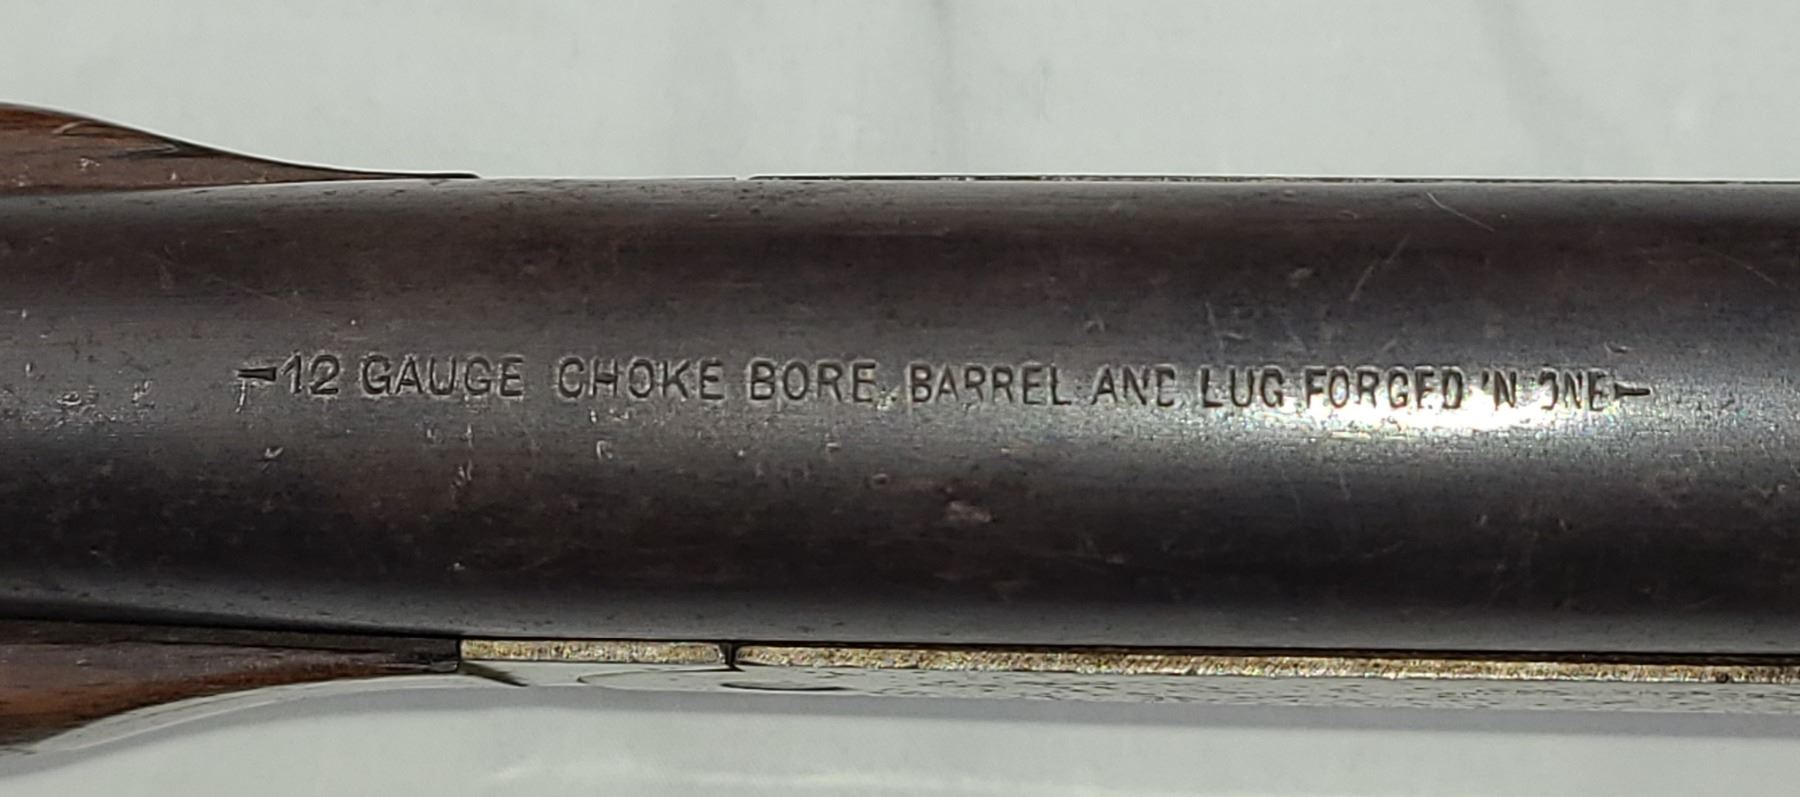 -12 GAUGE CHOKE BORE. BARREL AND LUG FORGED IN ONE-